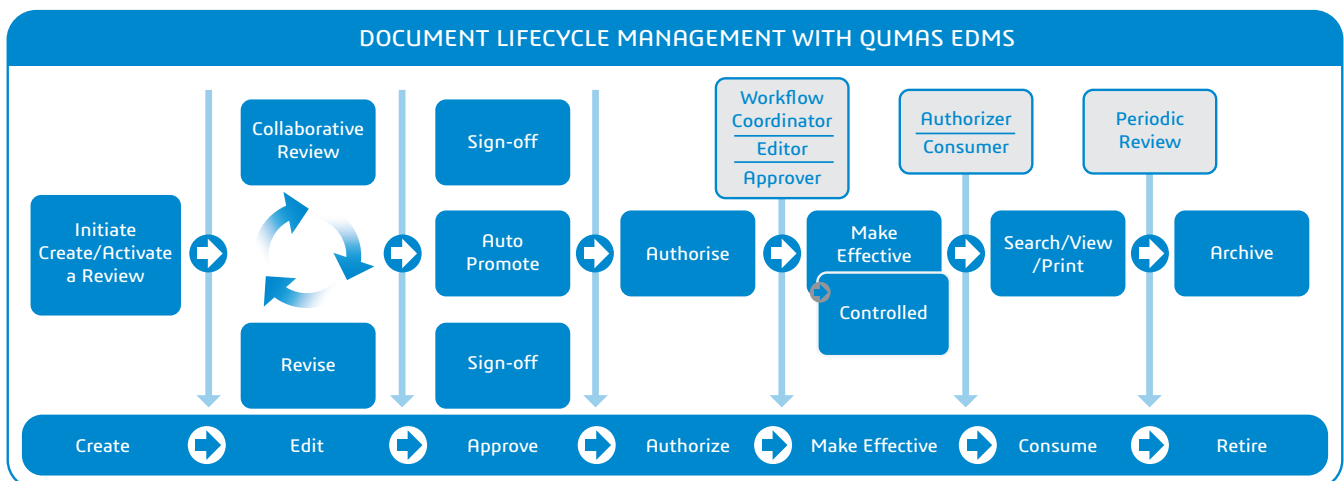 DOCUMENT LIFECYCLE MANAGEMENT WITH QUMAS EDMS
Initiate
Create/Activate
a Review
Collaborative
Review
Revise
Sign-off
Auto
Promote
Sign-off
Authorise
Workflow
Coordinator
Editor
Approver
Make
Effective
Controlled
Authorizer
Consumer
Search/View
/Print
Periodic
Review
Archive
Create
Edit
Approve
Authorize
Make Effective
Consume
Retire